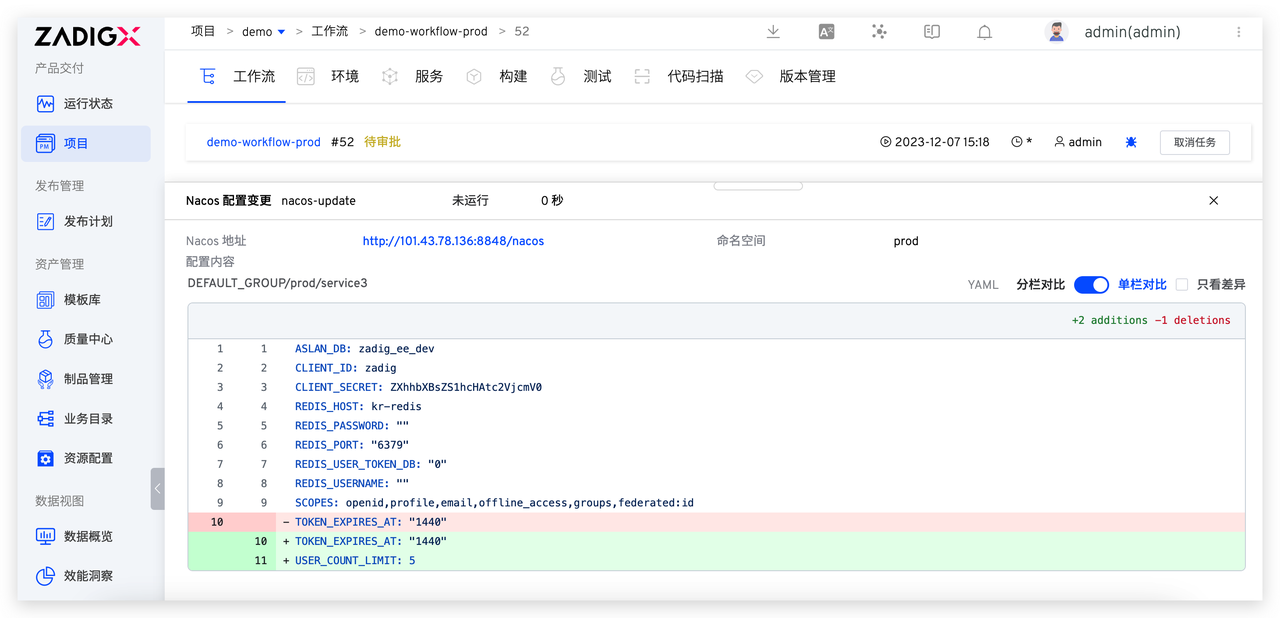 ZADIGX
项目 > demo > 工作流 > demo-workflow-prod > 52
admin(admin)
产品交付
运行状态
项目
发布管理
发布计划
资产管理
模板库
质量中心
制品管理
业务目录
资源配置
数据视图
数据概览
效能洞察
工作流 环境 服务 构建 测试 代码扫描 版本管理
demo-workflow-prod #52 待审批 2023-12-07 15:18 * admin 取消任务
Nacos 配置变更 nacos-update 未运行 0 秒
Nacos 地址 http://101.43.78.136:8848/nacos 命名空间 prod
配置内容
DEFAULT_GROUP/prod/service3 YAML 分栏对比 单栏对比 只看差异
+2 additions -1 deletions
1 1 ASLAN_DB: zadig_ee_dev
2 2 CLIENT_ID: zadig
3 3 CLIENT_SECRET: ZXhhbXBsZS1hcHAtc2VjcmV0
4 4 REDIS_HOST: kr-redis
5 5 REDIS_PASSWORD: ""
6 6 REDIS_PORT: "6379"
7 7 REDIS_USER_TOKEN_DB: "0"
8 8 REDIS_USERNAME: ""
9 9 SCOPES: openid,profile,email,offline_access,groups,federated:id
10 - TOKEN_EXPIRES_AT: "1440"
10 + TOKEN_EXPIRES_AT: "1440"
11 + USER_COUNT_LIMIT: 5